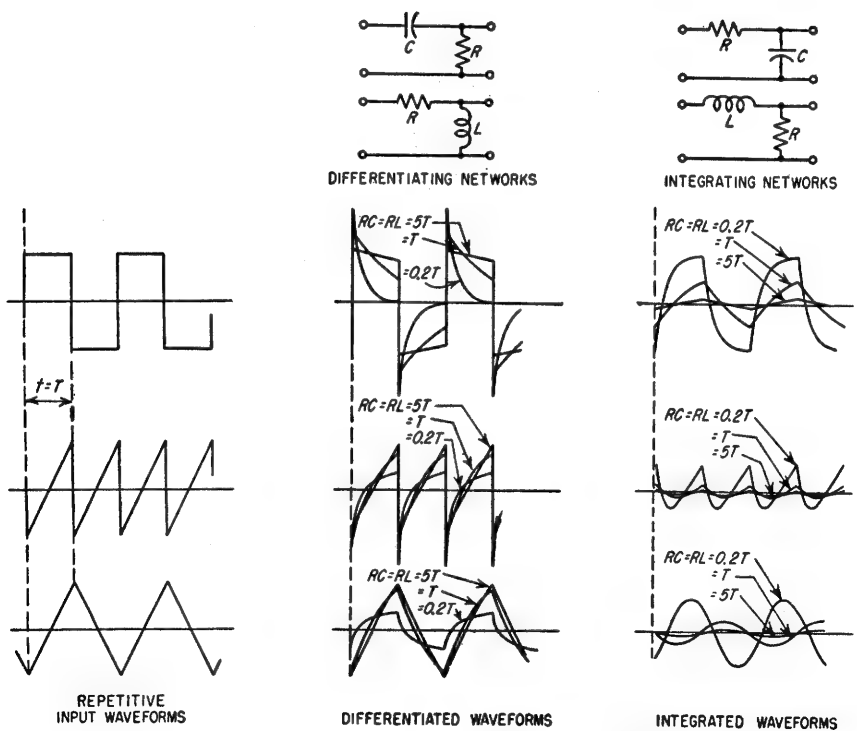 C
R
R
L
DIFFERENTIATING NETWORKS
R
C
L
R
INTEGRATING NETWORKS
RC=RL=5T
=T
=0.2T
RC=RL=0.2T
=T
=5T
t=T
RC=RL=5T
=T
=0.2T
RC=RL=0.2T
=T
=5T
RC=RL=5T
=T
=0.2T
RC=RL=0.2T
=T
=5T
REPETITIVE
INPUT WAVEFORMS
DIFFERENTIATED WAVEFORMS
INTEGRATED WAVEFORMS